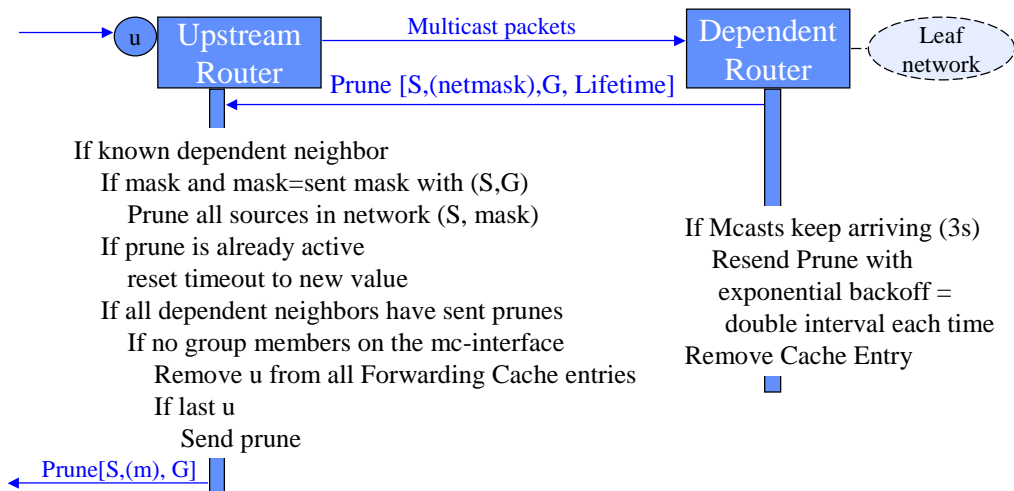 u
Upstream
Router
Multicast packets
Dependent
Router
Leaf
network
Prune [S,(netmask),G, Lifetime]
If known dependent neighbor
If mask and mask=sent mask with (S,G)
Prune all sources in network (S, mask)
If prune is already active
reset timeout to new value
If all dependent neighbors have sent prunes
If no group members on the mc-interface
Remove u from all Forwarding Cache entries
If last u
Send prune
If Mcasts keep arriving (3s)
Resend Prune with
exponential backoff =
double interval each time
Remove Cache Entry
Prune[S,(m), G]